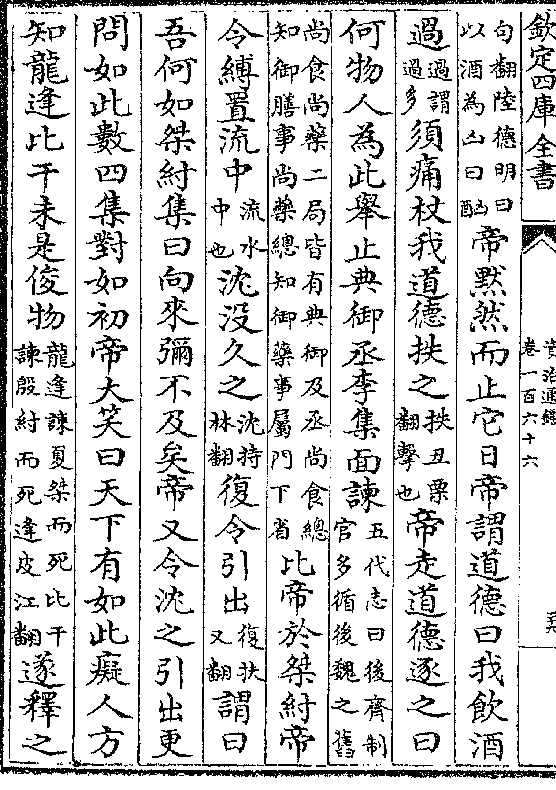 欽定四庫全書
資治通鑑
卷一百六十六
句翻陸德明曰
以酒為凶曰酗
帝黙然而止它日帝謂道德曰我飲酒
過
過謂
過多
須痛杖我道德抶之
抶丑栗
翻擊也
帝走道德逐之曰
何物人為此舉止典御丞李集面諫
五代志曰後齊制
官多循後魏之舊
尚食尚藥二局皆有典御及丞尚食總
知御膳事尚藥總知御藥事屬門下省
比帝於桀紂帝
令縛置流中
流水
中也
沈没久之
沈持
林翻
復令引出
復扶
又翻
謂曰
吾何如桀紂集曰向來彌不及矣帝又令沈之引出更
問如此數四集對如初帝大笑曰天下有如此癡人方
知龍逢比干未是俊物
龍逢諫夏桀而死比干
諫殷紂而死逢皮江翻
遂釋之